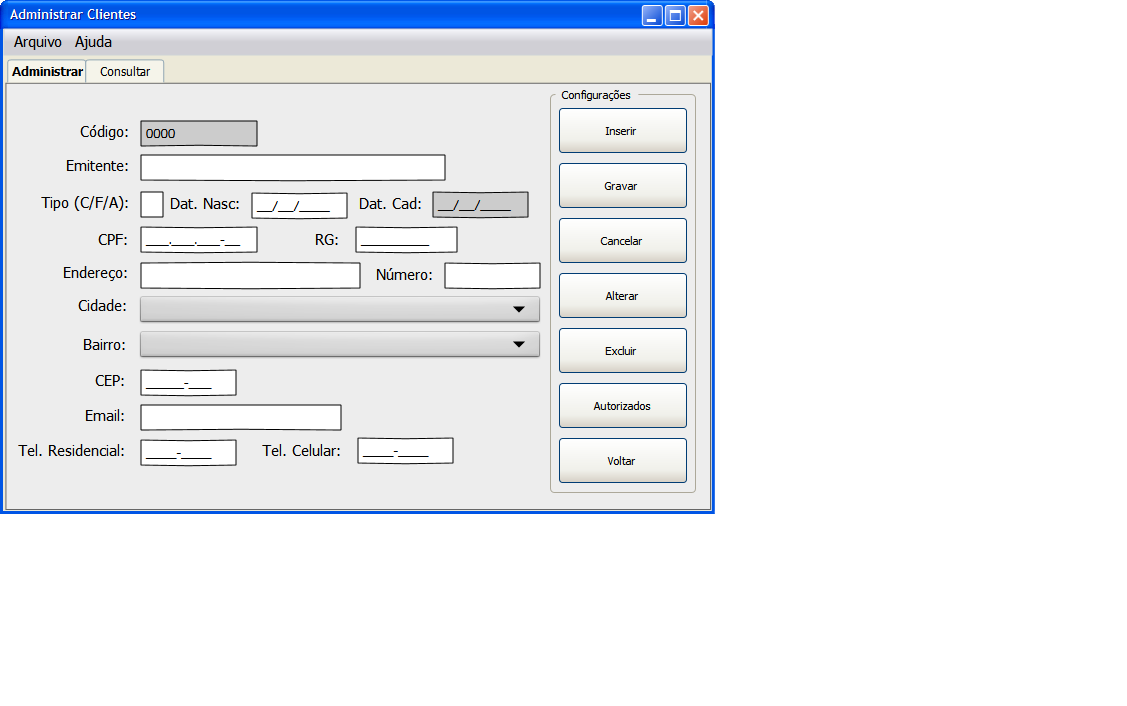 Administrar Clientes
Arquivo Ajuda
Administrar Consultar
Configurações
Código: 0000
Emitente:
Tipo (C/F/A): Dat. Nasc: __/__/____ Dat. Cad: __/__/____
CPF: ___.___.___-__ RG: _________
Endereço: Número:
Cidade:
Bairro:
CEP: _____-___
Email:
Tel. Residencial: ____-____ Tel. Celular: ____-____
Inserir
Gravar
Cancelar
Alterar
Excluir
Autorizados
Voltar